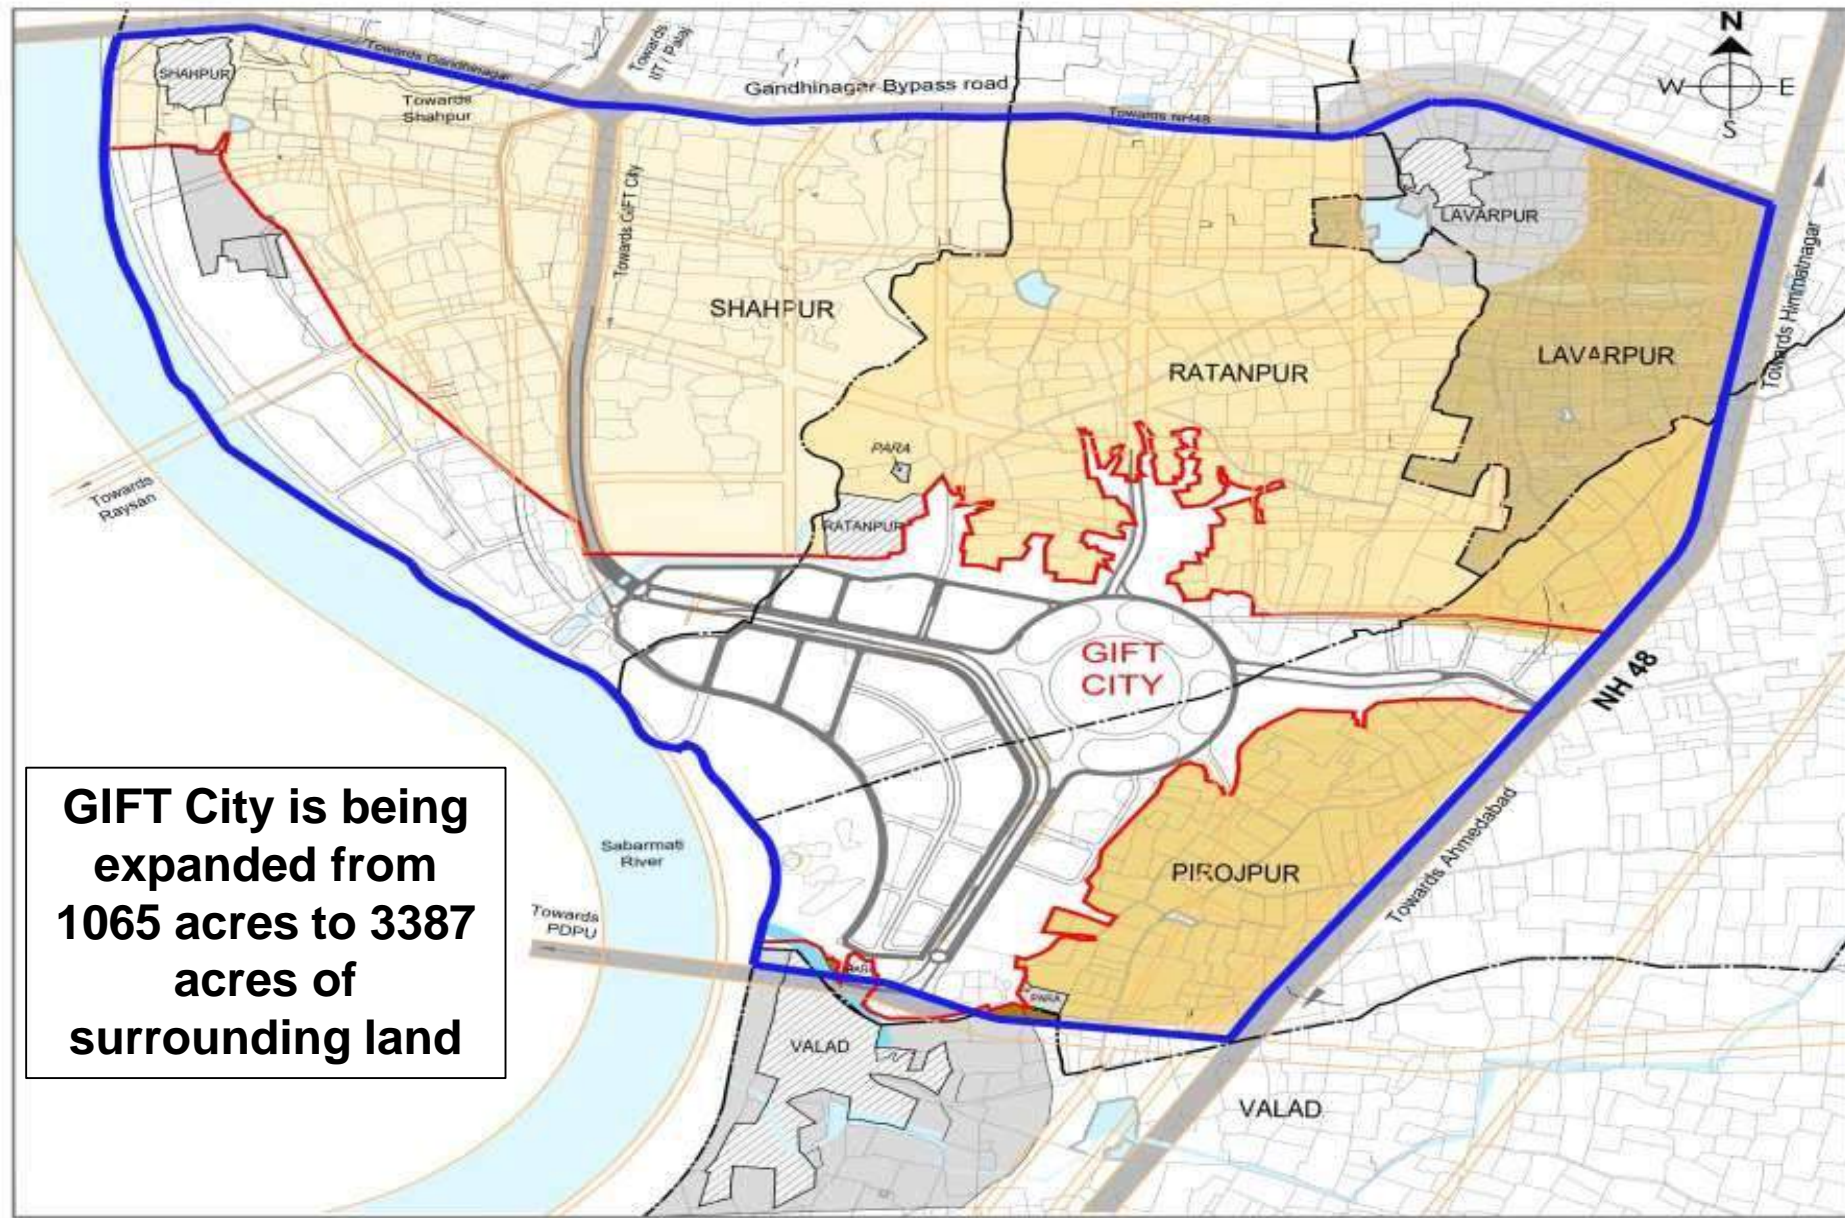 N
W
E
S
SHAHPUR
Towards Gandhinagar
Towards
IIT / Palaj
Gandhinagar Bypass road
Towards
Shahpur
Towards NH48
Towards GIFT City
LAVARPUR
SHAHPUR
RATANPUR
LAVARPUR
Towards Himmatnagar
PARA
RATANPUR
Towards
Raysan
GIFT
CITY
NH 48
GIFT City is being
expanded from
1065 acres to 3387
acres of
surrounding land
Sabarmati
River
PIROJPUR
Towards Ahmedabad
Towards
PDPU
PARA
VALAD
VALAD